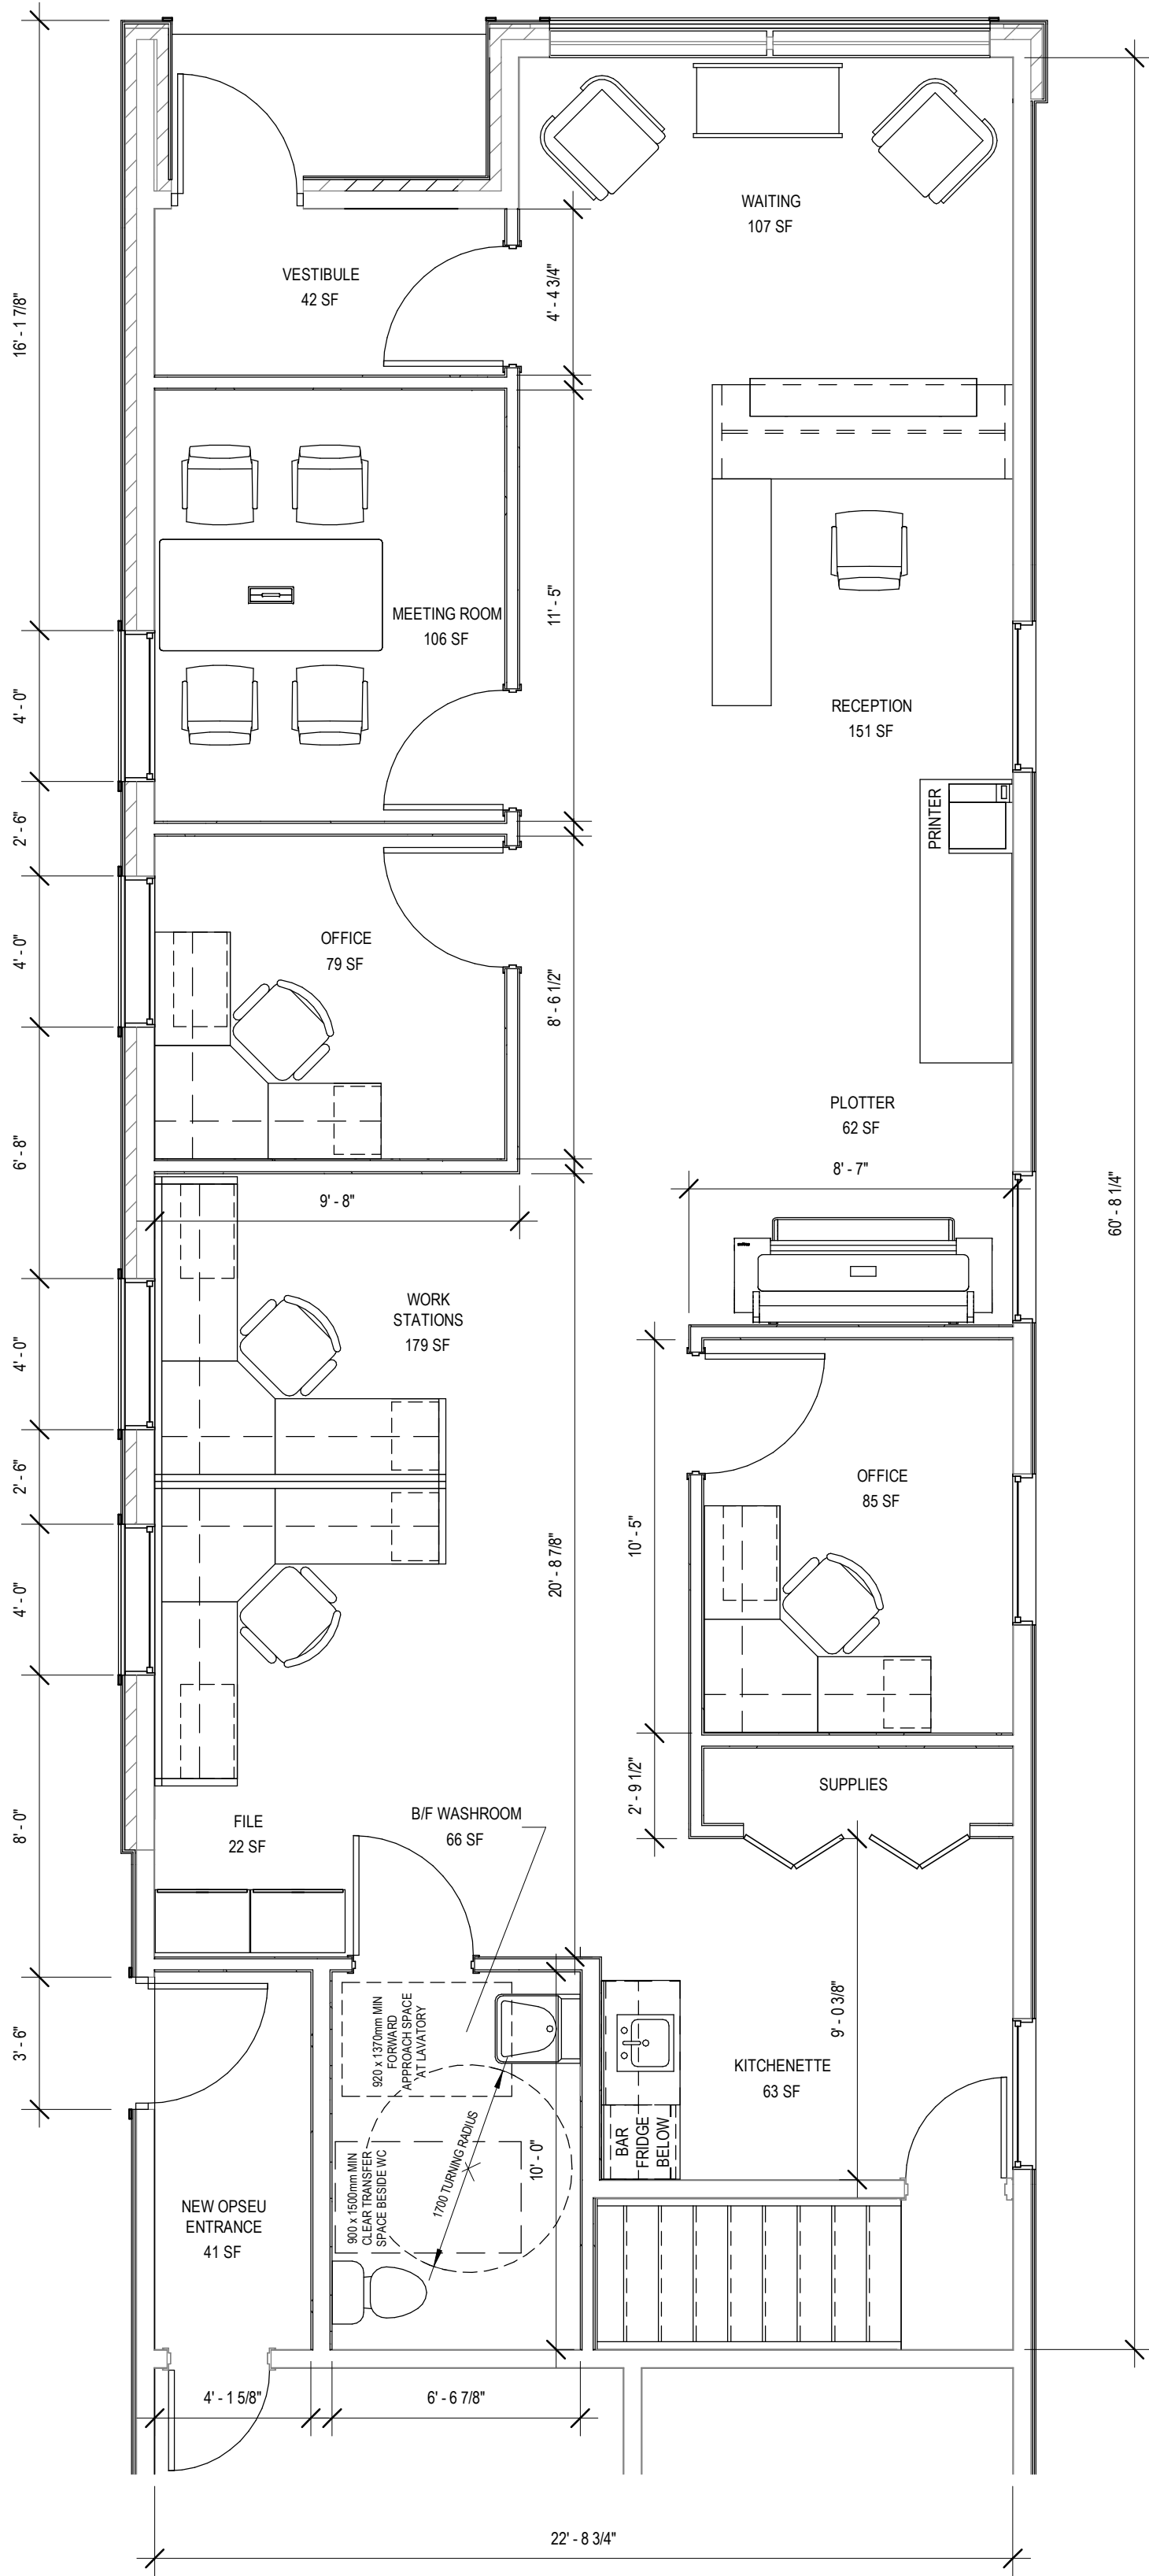 WAITING
107 SF
VESTIBULE
42 SF
4' - 4 3/4"
16' - 1 7/8"
MEETING ROOM
106 SF
11' - 5"
4' - 0"
RECEPTION
151 SF
2' - 6"
PRINTER
OFFICE
79 SF
4' - 0"
8' - 6 1/2"
PLOTTER
62 SF
6' - 8"
8' - 7"
9' - 8"
60' - 8 1/4"
WORK
STATIONS
179 SF
4' - 0"
OFFICE
85 SF
2' - 6"
10' - 5"
20' - 8 7/8"
4' - 0"
SUPPLIES
2' - 9 1/2"
B/F WASHROOM
66 SF
FILE
22 SF
8' - 0"
9' - 0 3/8"
920 x 1370mm MIN
FORWARD
APPROACH SPACE
AT LAVATORY
3' - 6"
KITCHENETTE
63 SF
BAR
FRIDGE
BELOW
1700 TURNING RADIUS
10' - 0"
900 x 1500mm MIN
CLEAR TRANSFER
SPACE BESIDE WC
NEW OPSEU
ENTRANCE
41 SF
4' - 1 5/8"
6' - 6 7/8"
22' - 8 3/4"